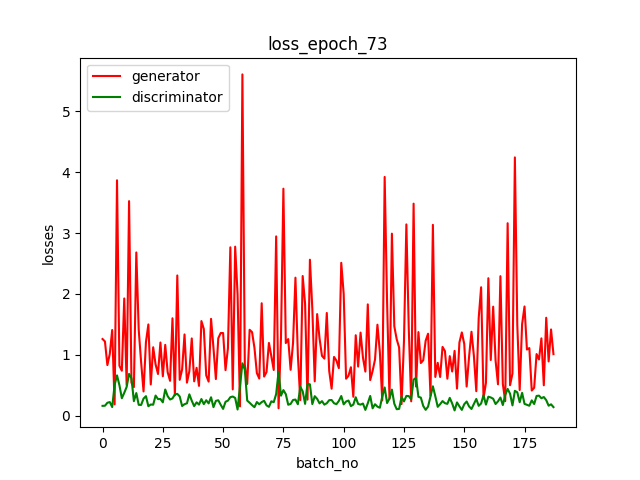 loss_epoch_73
generator
discriminator
losses
5
4
3
2
1
0
0 25 50 75 100 125 150 175
batch_no